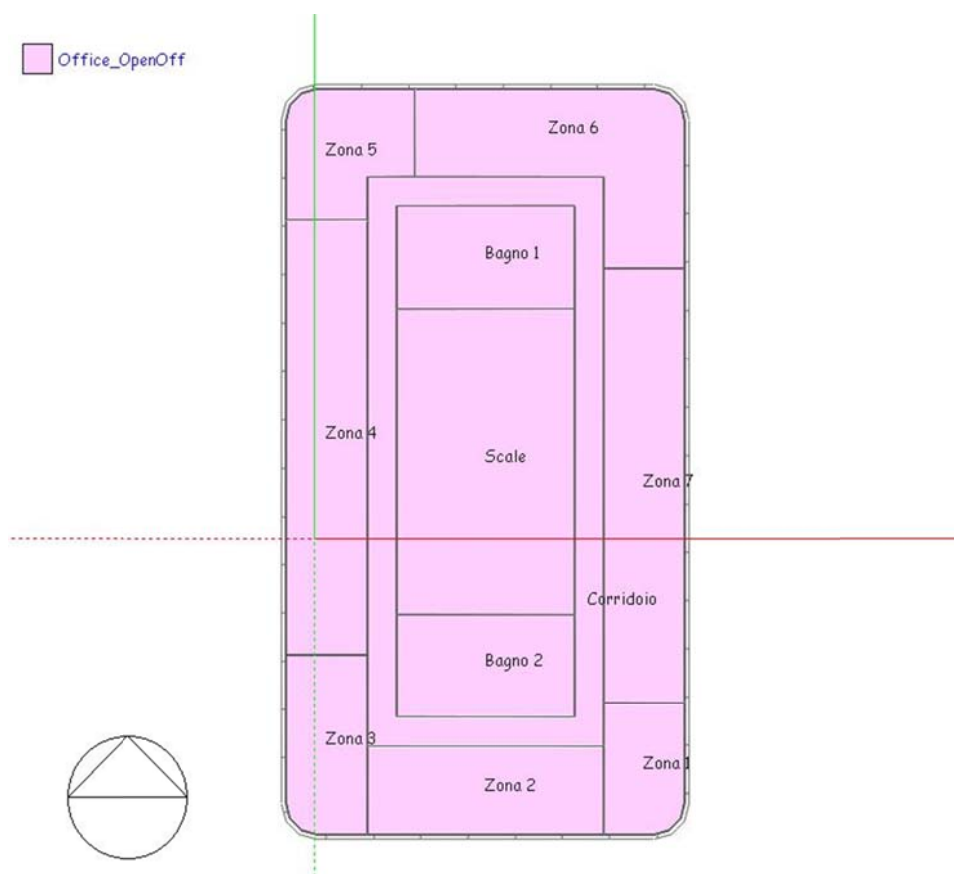 Office_OpenOff
Zona 6
Zona 5
Bagno 1
Zona 4
Scale
Zona 7
Corridoio
Bagno 2
Zona 3
Zona 1
Zona 2